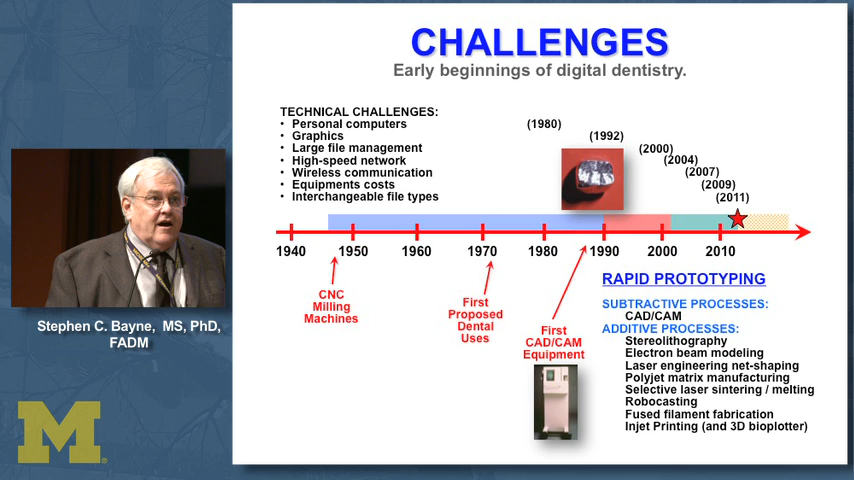 CHALLENGES
Early beginnings of digital dentistry.
TECHNICAL CHALLENGES:
• Personal computers
(1980)
• Graphics
(1992)
• Large file management
(2000)
• High-speed network
(2004)
• Wireless communication
(2007)
• Equipments costs
(2009)
• Interchangeable file types
(2011)
1940 1950 1960 1970 1980 1990 2000 2010
CNC
Milling
Machines
First
Proposed
Dental
Uses
First
CAD/CAM
Equipment
RAPID PROTOTYPING
SUBTRACTIVE PROCESSES:
CAD/CAM
ADDITIVE PROCESSES:
Stereolithography
Electron beam modeling
Laser engineering net-shaping
Polyjet matrix manufacturing
Selective laser sintering / melting
Robocasting
Fused filament fabrication
Injet Printing (and 3D bioplotter)
Stephen C. Bayne, MS, PhD,
FADM
M